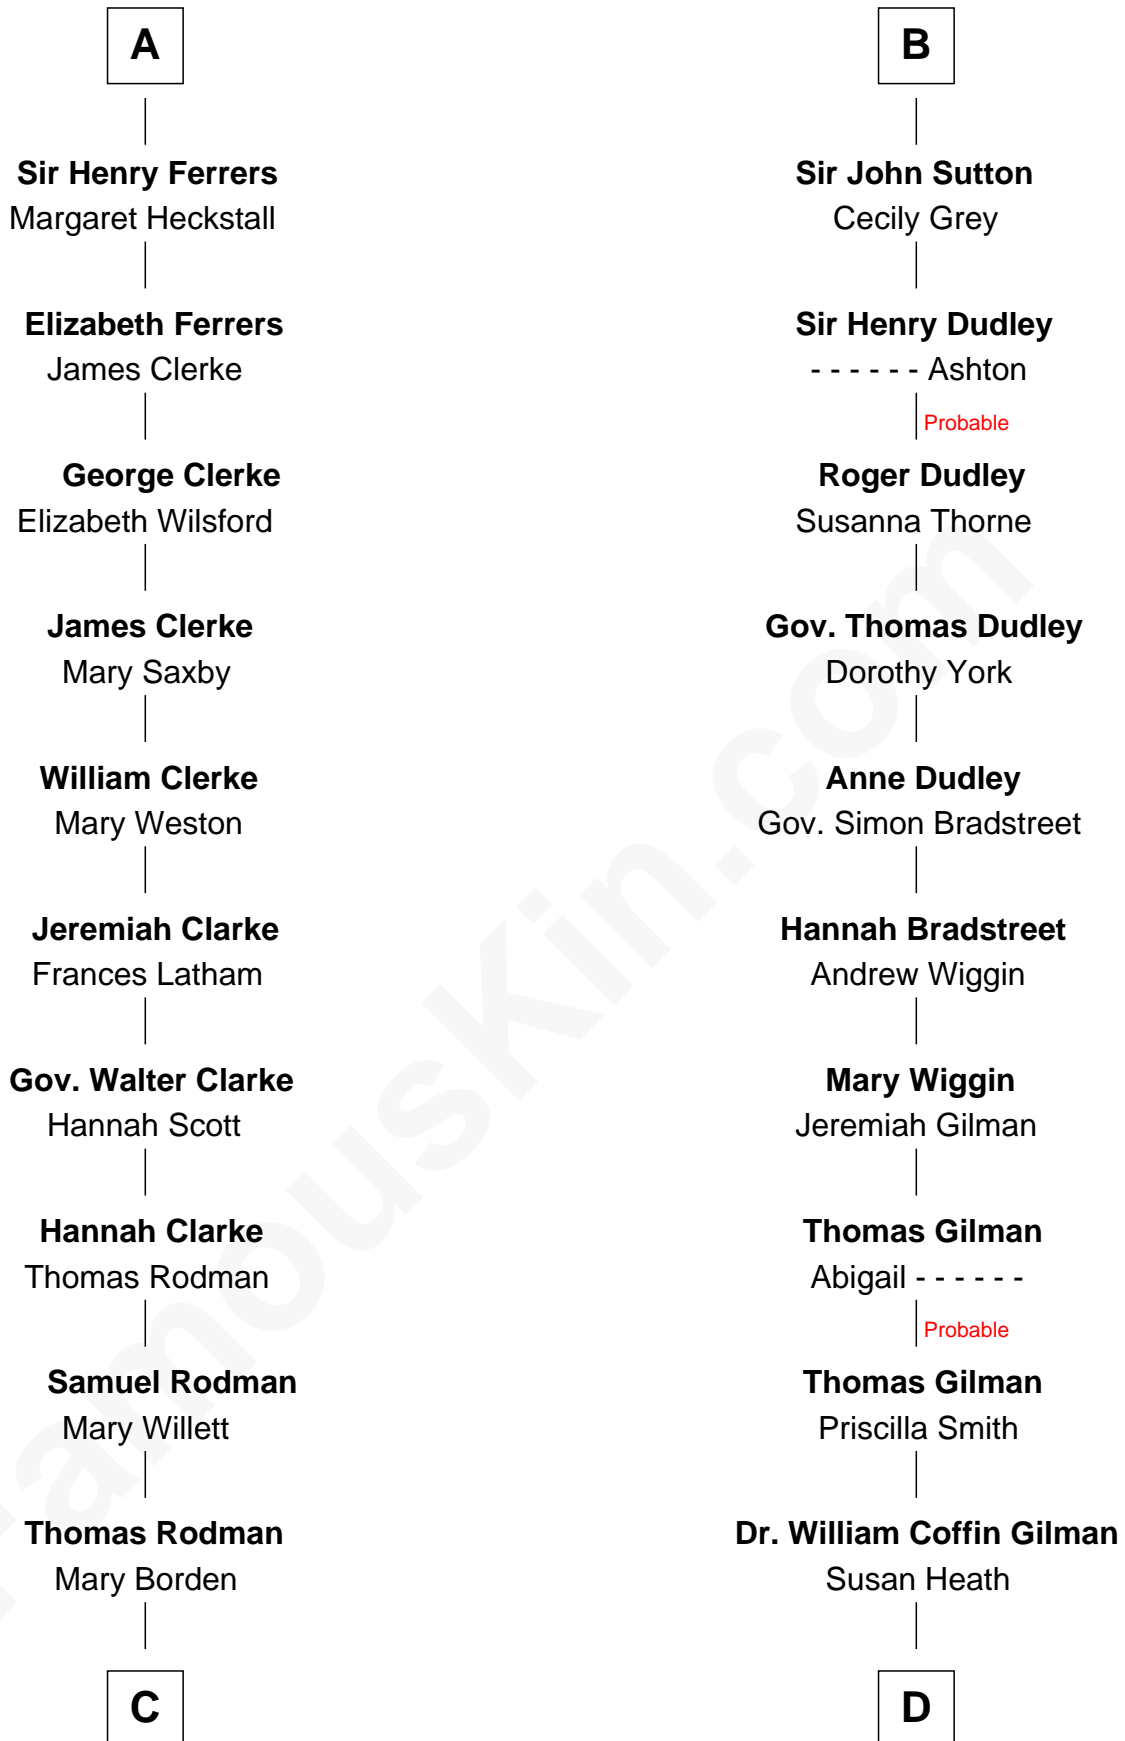 A
Sir Henry Ferrers
Margaret Heckstall
Elizabeth Ferrers
James Clerke
George Clerke
Elizabeth Wilsford
James Clerke
Mary Saxby
William Clerke
Mary Weston
Jeremiah Clarke
Frances Latham
Gov. Walter Clarke
Hannah Scott
Hannah Clarke
Thomas Rodman
Samuel Rodman
Mary Willett
Thomas Rodman
Mary Borden
C
B
Sir John Sutton
Cecily Grey
Sir Henry Dudley
- - - - - - Ashton
Probable
Roger Dudley
Susanna Thorne
Gov. Thomas Dudley
Dorothy York
Anne Dudley
Gov. Simon Bradstreet
Hannah Bradstreet
Andrew Wiggin
Mary Wiggin
Jeremiah Gilman
Thomas Gilman
Abigail - - - - - -
Probable
Thomas Gilman
Priscilla Smith
Dr. William Coffin Gilman
Susan Heath
D
FamousKin.com